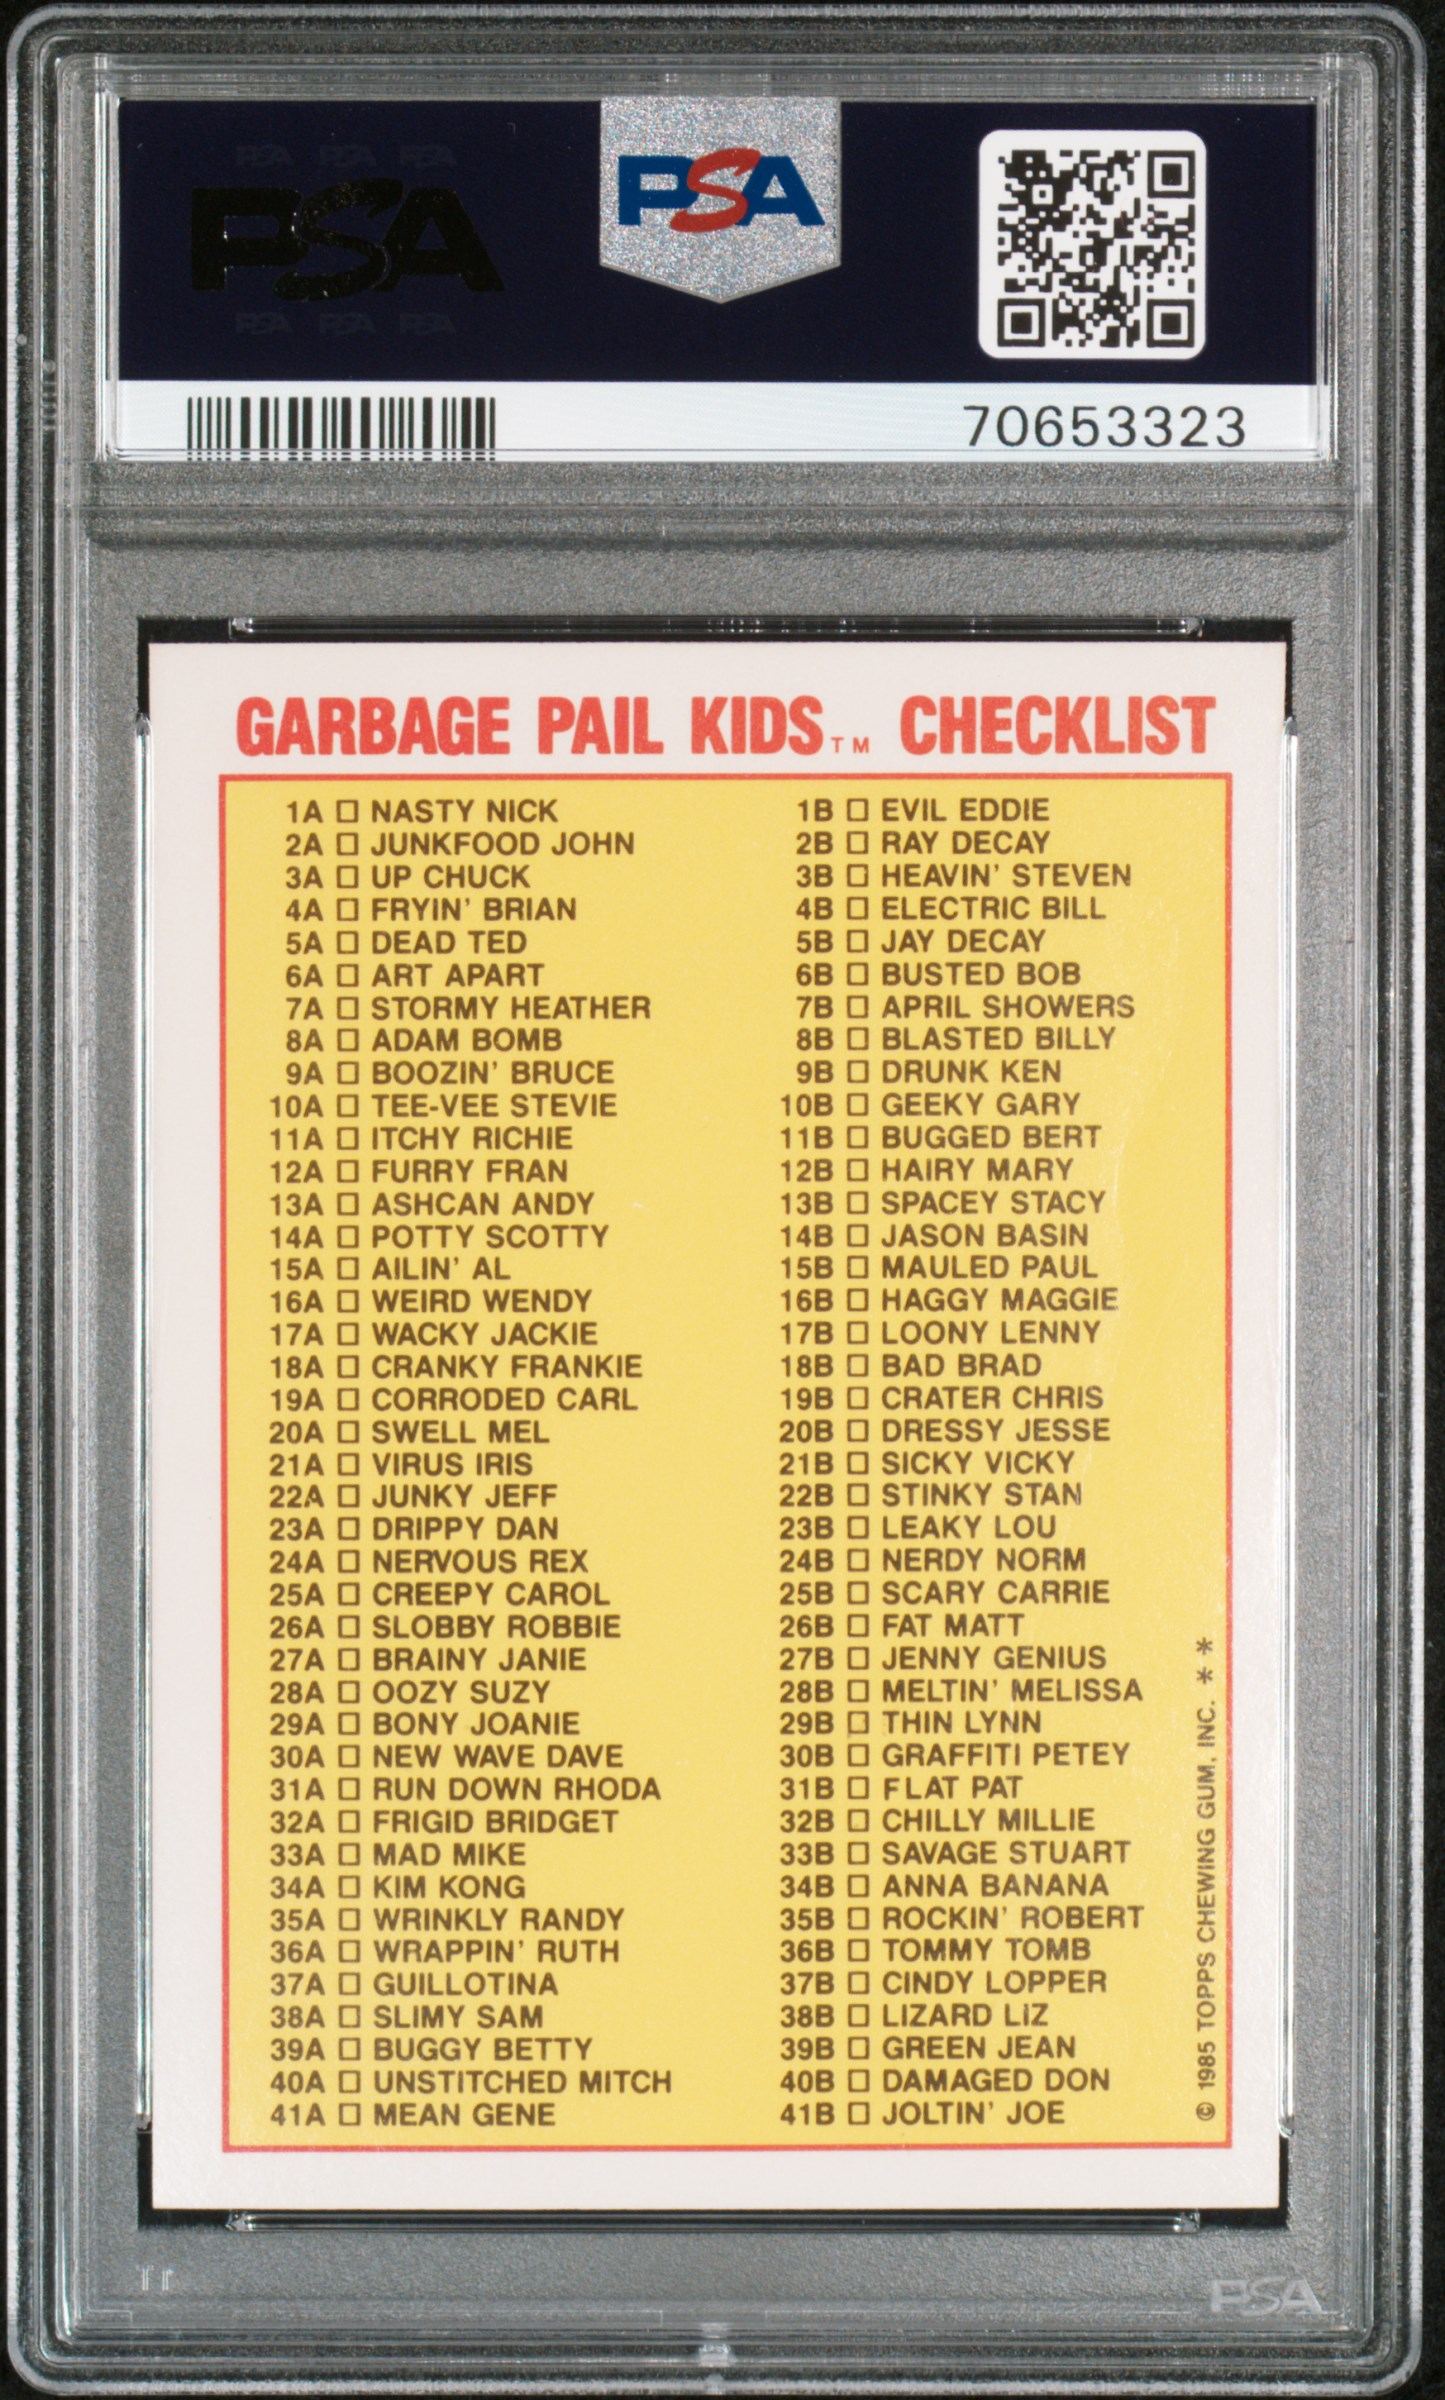 PSA PSA PSA
PSA
PSA PSA PSA
PSA
70653323
GARBAGE PAIL KIDS™ CHECKLIST
1A □ NASTY NICK
2A □ JUNKFOOD JOHN
3A □ UP CHUCK
4A □ FRYIN' BRIAN
5A □ DEAD TED
6A □ ART APART
7A □ STORMY HEATHER
8A □ ADAM BOMB
9A □ BOOZIN' BRUCE
10A □ TEE-VEE STEVIE
11A □ ITCHY RICHIE
12A □ FURRY FRAN
13A □ ASHCAN ANDY
14A □ POTTY SCOTTY
15A □ AILIN' AL
16A □ WEIRD WENDY
17A □ WACKY JACKIE
18A □ CRANKY FRANKIE
19A □ CORRODED CARL
20A □ SWELL MEL
21A □ VIRUS IRIS
22A □ JUNKY JEFF
23A □ DRIPPY DAN
24A □ NERVOUS REX
25A □ CREEPY CAROL
26A □ SLOBBY ROBBIE
27A □ BRAINY JANIE
28A □ OOZY SUZY
29A □ BONY JOANIE
30A □ NEW WAVE DAVE
31A □ RUN DOWN RHODA
32A □ FRIGID BRIDGET
33A □ MAD MIKE
34A □ KIM KONG
35A □ WRINKLY RANDY
36A □ WRAPPIN' RUTH
37A □ GUILLOTINA
38A □ SLIMY SAM
39A □ BUGGY BETTY
40A □ UNSTITCHED MITCH
41A □ MEAN GENE
1B □ EVIL EDDIE
2B □ RAY DECAY
3B □ HEAVIN' STEVEN
4B □ ELECTRIC BILL
5B □ JAY DECAY
6B □ BUSTED BOB
7B □ APRIL SHOWERS
8B □ BLASTED BILLY
9B □ DRUNK KEN
10B □ GEEKY GARY
11B □ BUGGED BERT
12B □ HAIRY MARY
13B □ SPACEY STACY
14B □ JASON BASIN
15B □ MAULED PAUL
16B □ HAGGY MAGGIE
17B □ LOONY LENNY
18B □ BAD BRAD
19B □ CRATER CHRIS
20B □ DRESSY JESSE
21B □ SICKY VICKY
22B □ STINKY STAN
23B □ LEAKY LOU
24B □ NERDY NORM
25B □ SCARY CARRIE
26B □ FAT MATT
27B □ JENNY GENIUS
28B □ MELTIN' MELISSA
29B □ THIN LYNN
30B □ GRAFFITI PETEY
31B □ FLAT PAT
32B □ CHILLY MILLIE
33B □ SAVAGE STUART
34B □ ANNA BANANA
35B □ ROCKIN' ROBERT
36B □ TOMMY TOMB
37B □ CINDY LOPPER
38B □ LIZARD LIZ
39B □ GREEN JEAN
40B □ DAMAGED DON
41B □ JOLTIN' JOE
© 1985 TOPPS CHEWING GUM, INC. * *
PSA